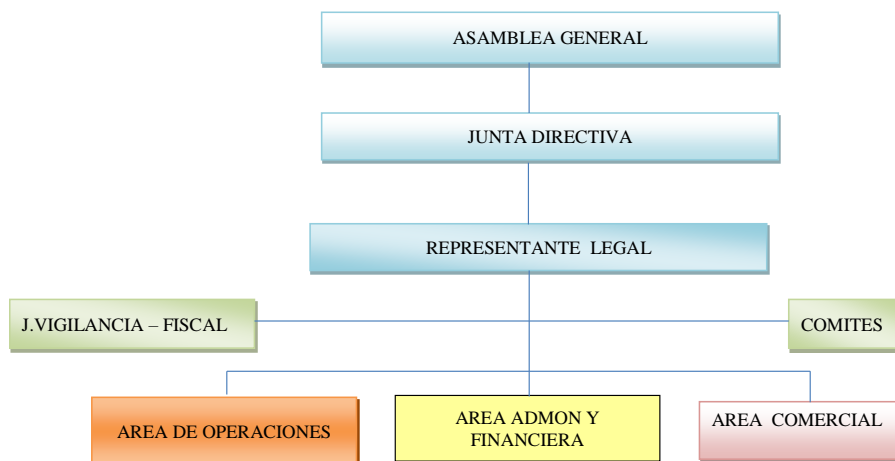 ASAMBLEA GENERAL
JUNTA DIRECTIVA
REPRESENTANTE LEGAL
J.VIGILANCIA – FISCAL
COMITES
AREA DE OPERACIONES
AREA ADMON Y
FINANCIERA
AREA COMERCIAL